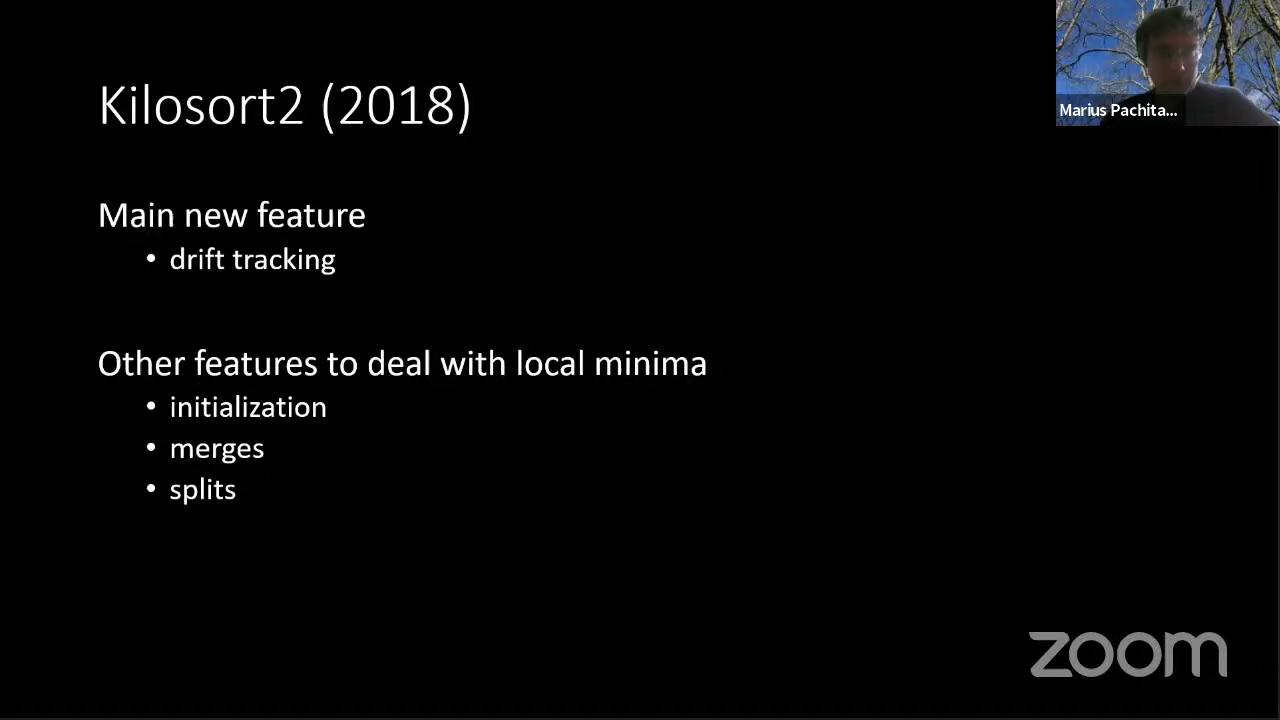 Kilosort2 (2018)
Marius Pachita...
Main new feature
• drift tracking
Other features to deal with local minima
• initialization
• merges
• splits
zoom